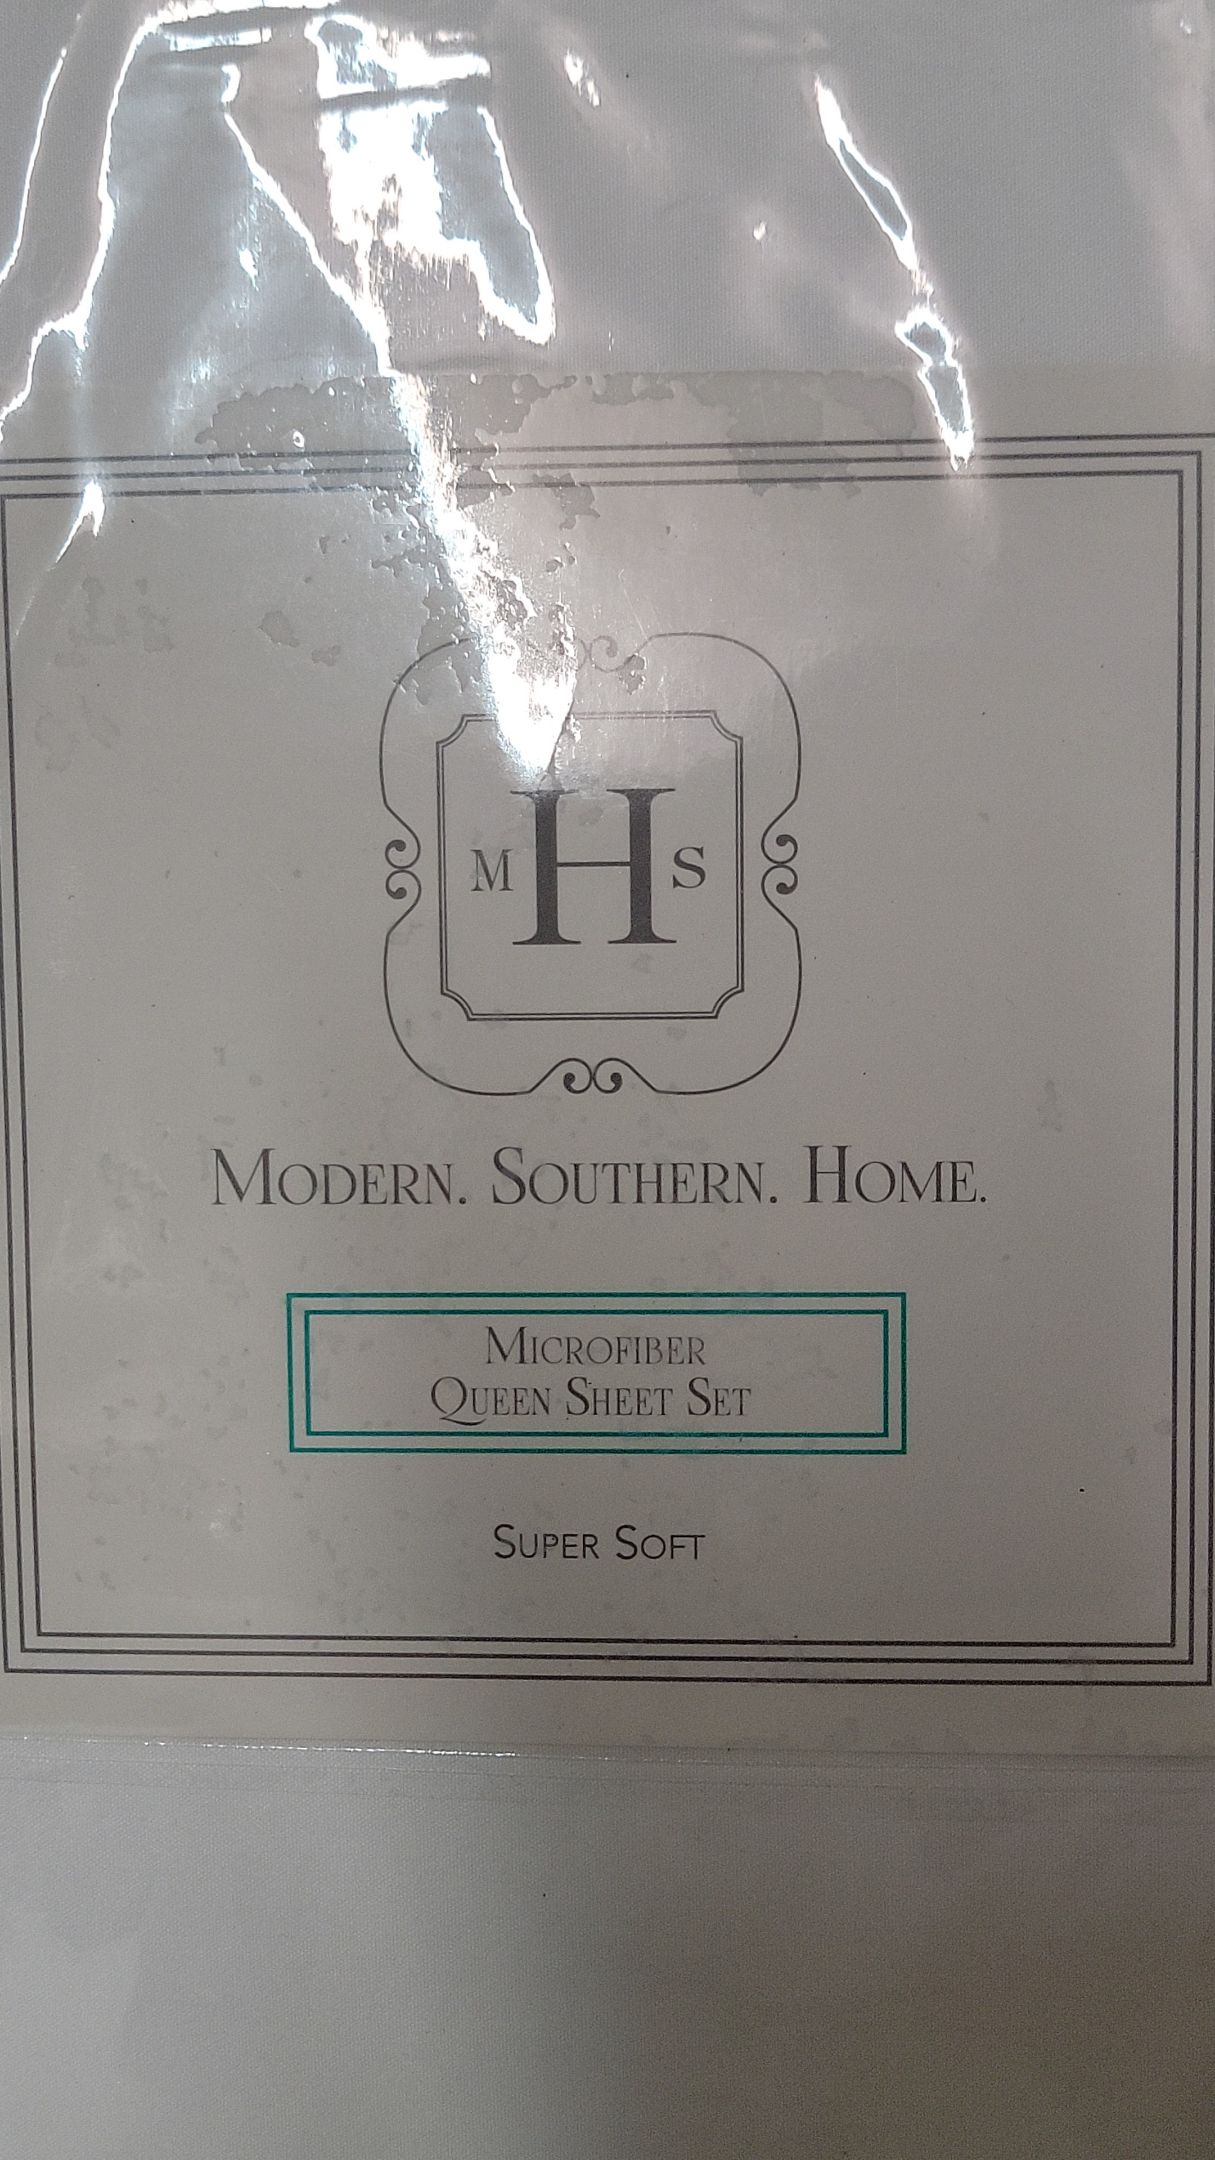 M H S
MODERN. SOUTHERN. HOME.
MICROFIBER
QUEEN SHEET SET
SUPER SOFT